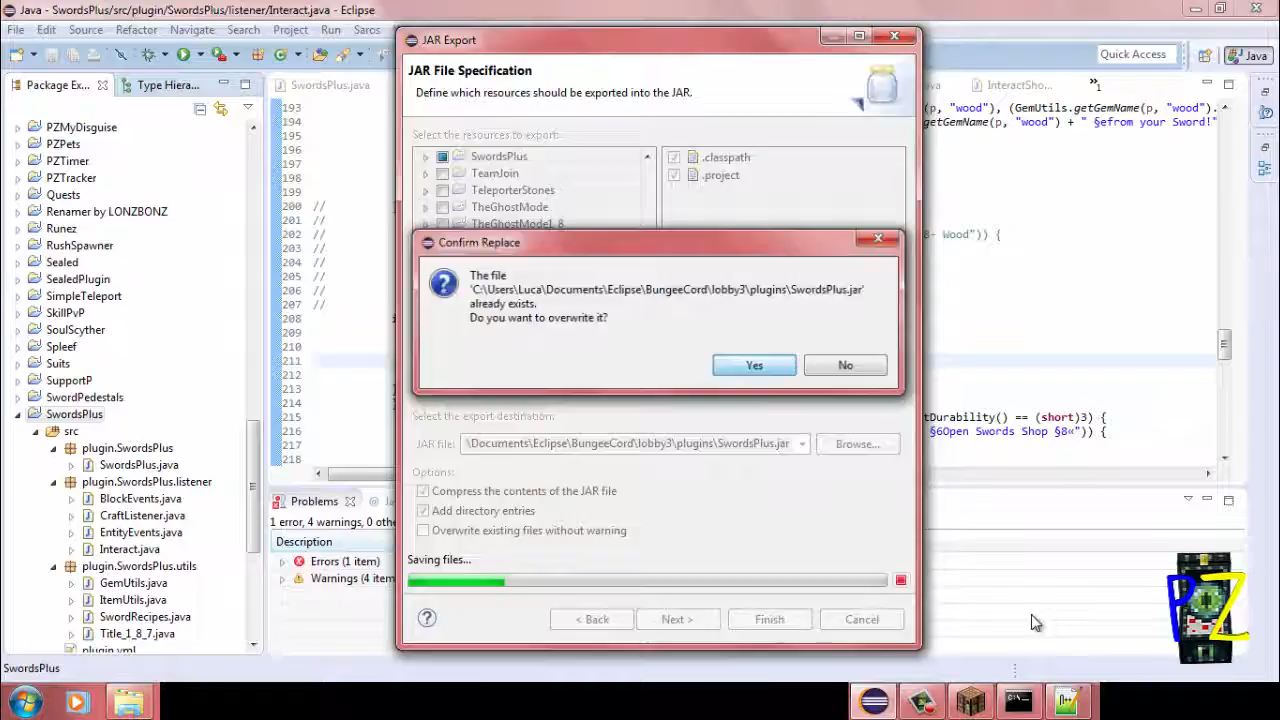 Java - SwordsPlus/src/plugin/SwordsPlus/listener/Interact.java - Eclipse
File Edit Source Refactor Navigate Search Project Run Saros
Quick Access
Java
Package Ex...
Type Hiera...
PZMyDisguise
PZPets
PZTimer
PZTracker
Quests
Renamer by LONZBONZ
Runez
RushSpawner
Sealed
SealedPlugin
SimpleTeleport
SkillPvP
SoulScyther
Spleef
Suits
SupportP
SwordPedestals
SwordsPlus
src
plugin.SwordsPlus
SwordsPlus.java
plugin.SwordsPlus.listener
BlockEvents.java
CraftListener.java
EntityEvents.java
Interact.java
plugin.SwordsPlus.utils
GemUtils.java
ItemUtils.java
SwordRecipes.java
Title_1_8_7.java
plugin.yml
SwordsPlus
SwordsPlus.java
InteractSho...
»1
193
194
195
196
197
198
199
200 //
201 //
202 //
203 //
204 //
205 //
206 //
207 //
208
209
210
211
212
213
214
215
216
217
218
(p, "wood"), (GemUtils.getGemName(p, "wood").
getGemName(p, "wood") + " §efrom your Sword!"
8- Wood")) {
tDurability() == (short)3) {
§6Open Swords Shop §8«")) {
Problems
1 error, 4 warnings, 0 othe
Description
Errors (1 item)
Warnings (4 item
JAR Export
JAR File Specification
Define which resources should be exported into the JAR.
Select the resources to export:
SwordsPlus
TeamJoin
TeleporterStones
TheGhostMode
TheGhostMode1_8
.classpath
.project
Confirm Replace
The file
'C:\Users\Luca\Documents\Eclipse\BungeeCord\lobby3\plugins\SwordsPlus.jar'
already exists.
Do you want to overwrite it?
Yes
No
Select the export destination:
JAR file: \Documents\Eclipse\BungeeCord\lobby3\plugins\SwordsPlus.jar
Browse...
Options:
Compress the contents of the JAR file
Add directory entries
Overwrite existing files without warning
Saving files...
? < Back Next > Finish Cancel
PZ